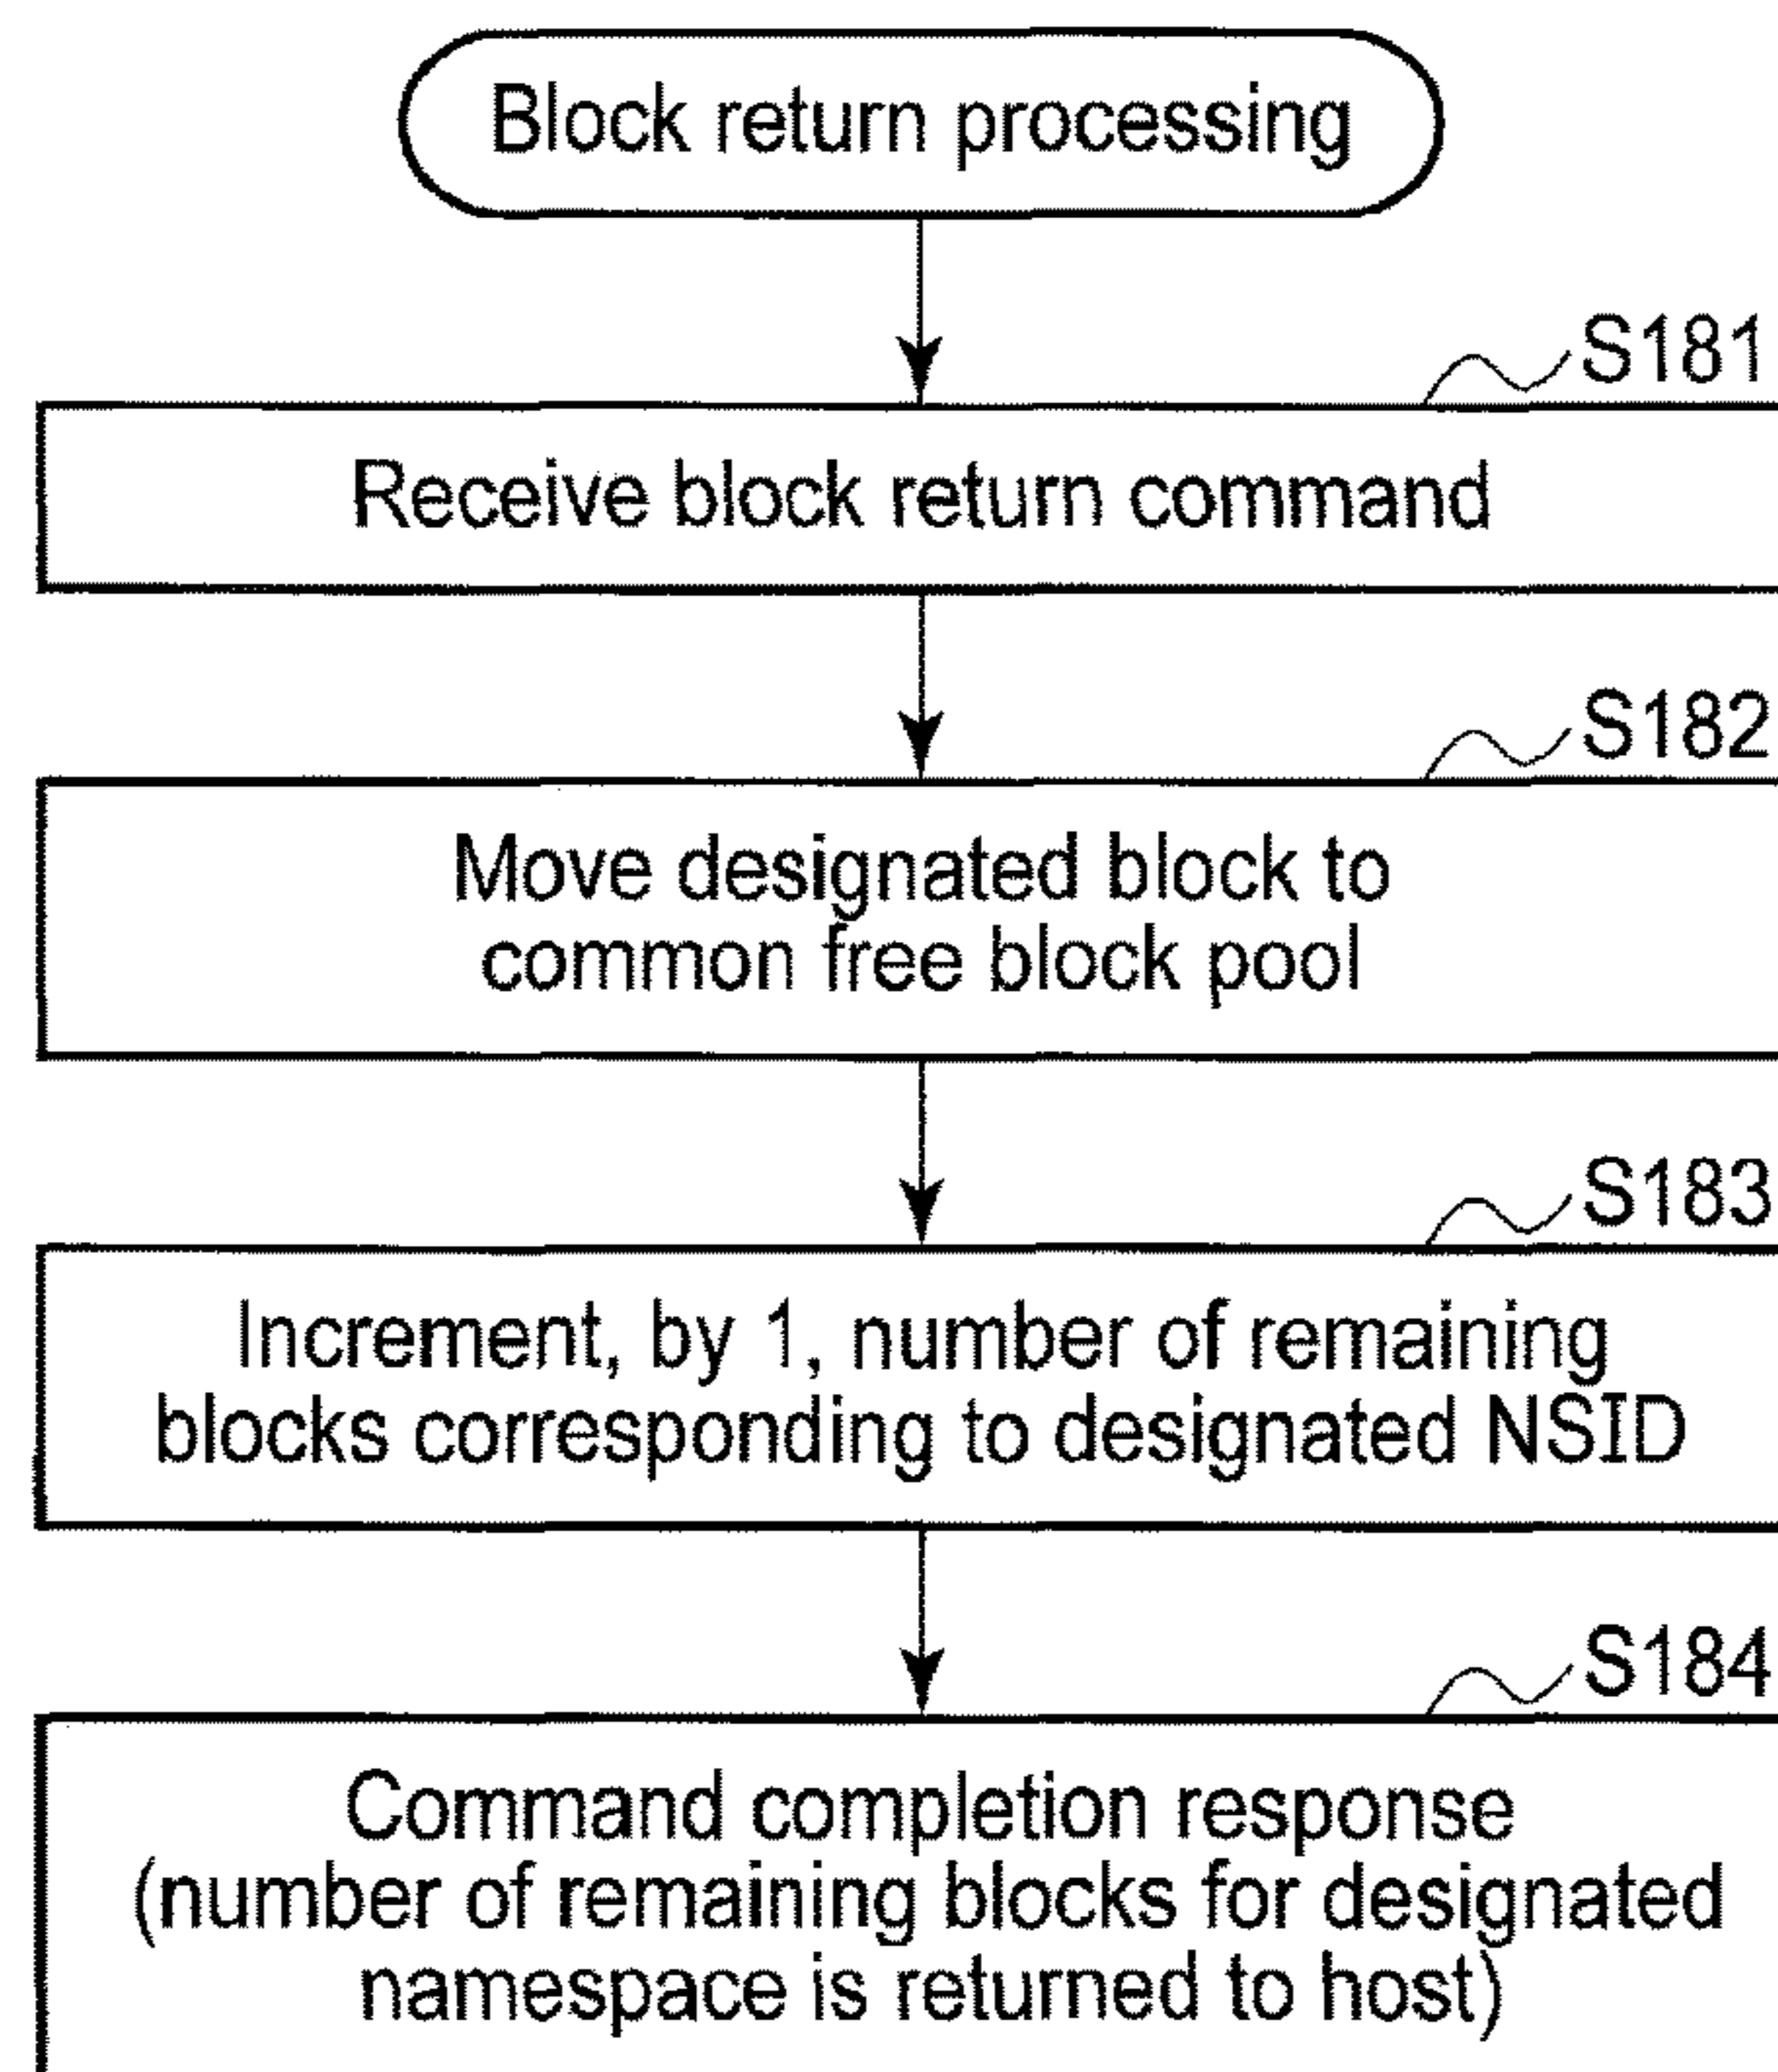 Block return processing
S181
Receive block return command
S182
Move designated block to
common free block pool
S183
Increment, by 1, number of remaining
blocks corresponding to designated NSID
S184
Command completion response
(number of remaining blocks for designated
namespace is returned to host)